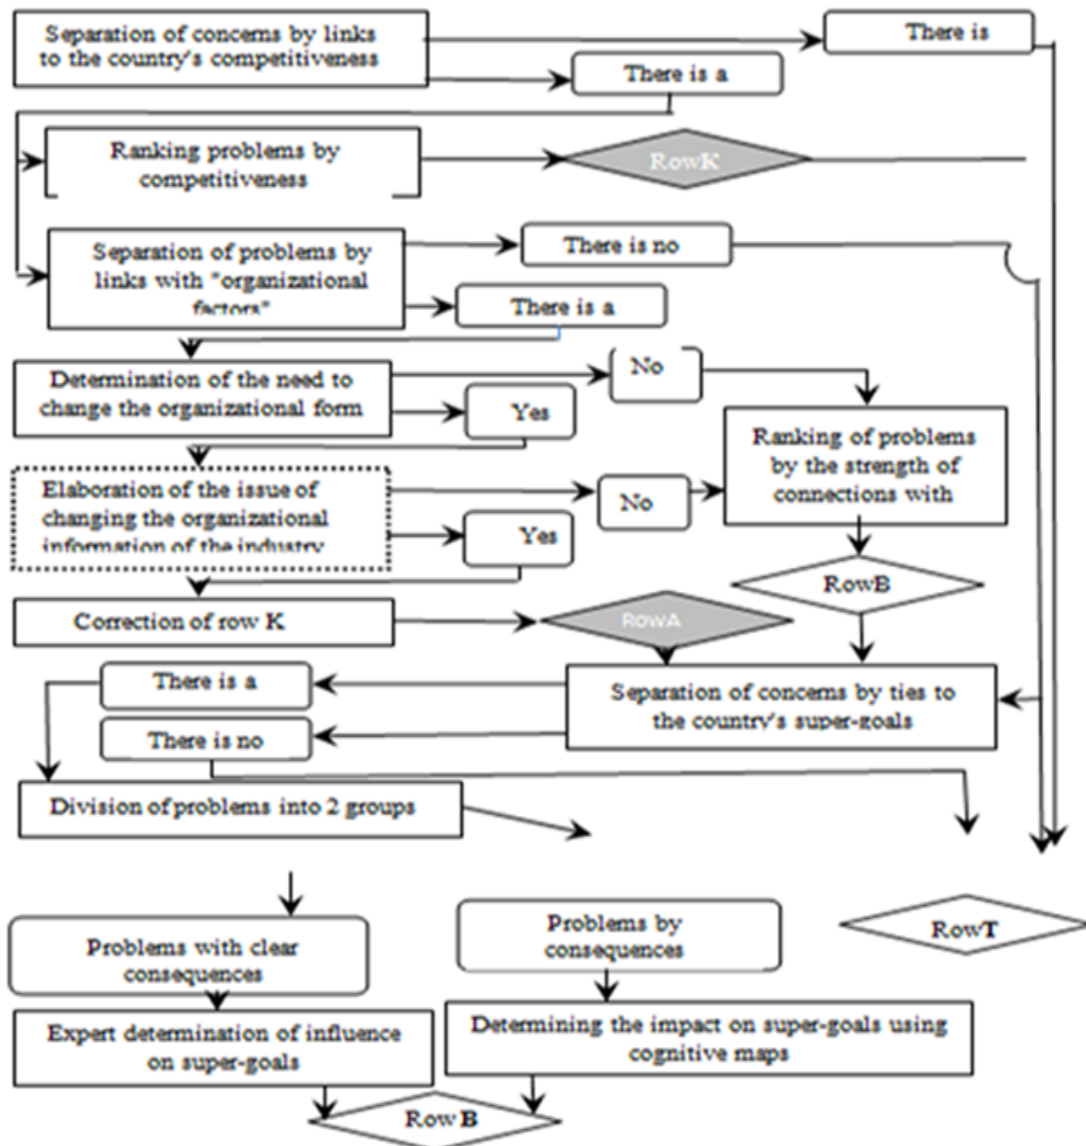 Separation of concerns by links
to the country's competitiveness
There is
There is a
Ranking problems by
competitiveness
RowK
Separation of problems by
links with "organizational
factors"
There is no
There is a
Determination of the need to
change the organizational form
No
Yes
Ranking of problems
by the strength of
connections with
Elaboration of the issue of
changing the organizational
information of the industry
No
Yes
RowB
Correction of row K
RowA
There is a
Separation of concerns by ties to
the country's super-goals
There is no
Division of problems into 2 groups
Problems with clear
consequences
Problems by
consequences
RowT
Expert determination of influence
on super-goals
Determining the impact on super-goals using
cognitive maps
Row B